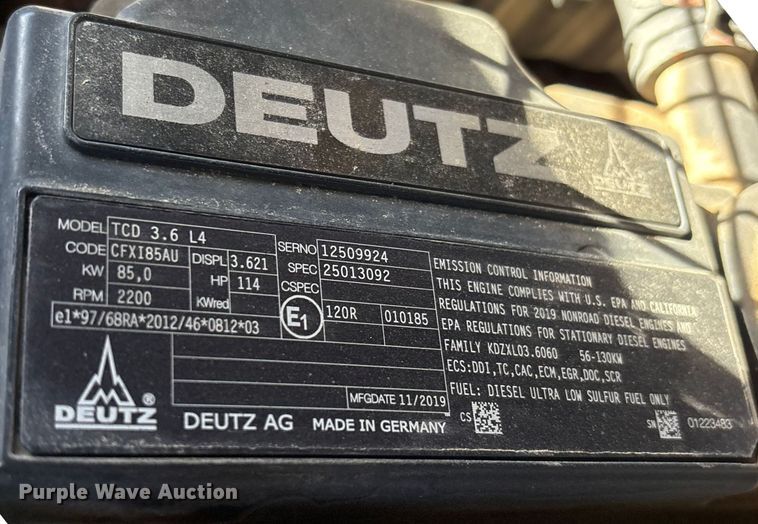 DEUTZ
DEUTZ
MODEL TCD 3.6 L4
CODE CFXI85AU DISPL 3.621
KW 85,0 HP 114
RPM 2200 KWred
e1*97/68RA*2012/46*0812*03
SERNO 12509924
SPEC 25013092
CSPEC
E1 120R 010185
MFGDATE 11/2019
EMISSION CONTROL INFORMATION
THIS ENGINE COMPLIES WITH U.S. EPA AND CALIFORNIA
REGULATIONS FOR 2019 NONROAD DIESEL ENGINES AND
EPA REGULATIONS FOR STATIONARY DIESEL ENGINES
FAMILY KDZXL03.6060 56-130KW
ECS:DDI,TC,CAC,ECM,EGR,DOC,SCR
FUEL: DIESEL ULTRA LOW SULFUR FUEL ONLY
CS
SN 01223483
DEUTZ ®
DEUTZ AG MADE IN GERMANY
Purple Wave Auction